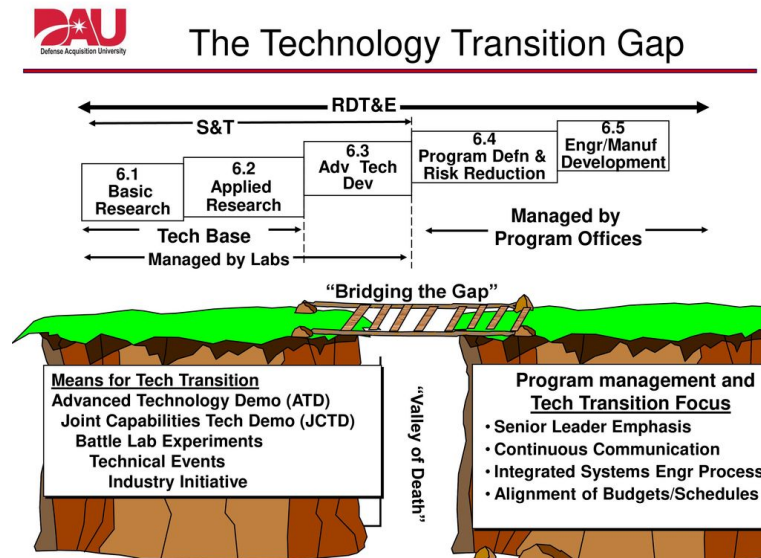 DAU
Defense Acquisition University
The Technology Transition Gap
RDT&E
S&T
6.1
Basic
Research
6.2
Applied
Research
6.3
Adv Tech
Dev
6.4
Program Defn &
Risk Reduction
6.5
Engr/Manuf
Development
Tech Base
Managed by Labs
Managed by
Program Offices
“Bridging the Gap”
“Valley of Death”
Means for Tech Transition
Advanced Technology Demo (ATD)
Joint Capabilities Tech Demo (JCTD)
Battle Lab Experiments
Technical Events
Industry Initiative
Program management and
Tech Transition Focus
• Senior Leader Emphasis
• Continuous Communication
• Integrated Systems Engr Process
• Alignment of Budgets/Schedules